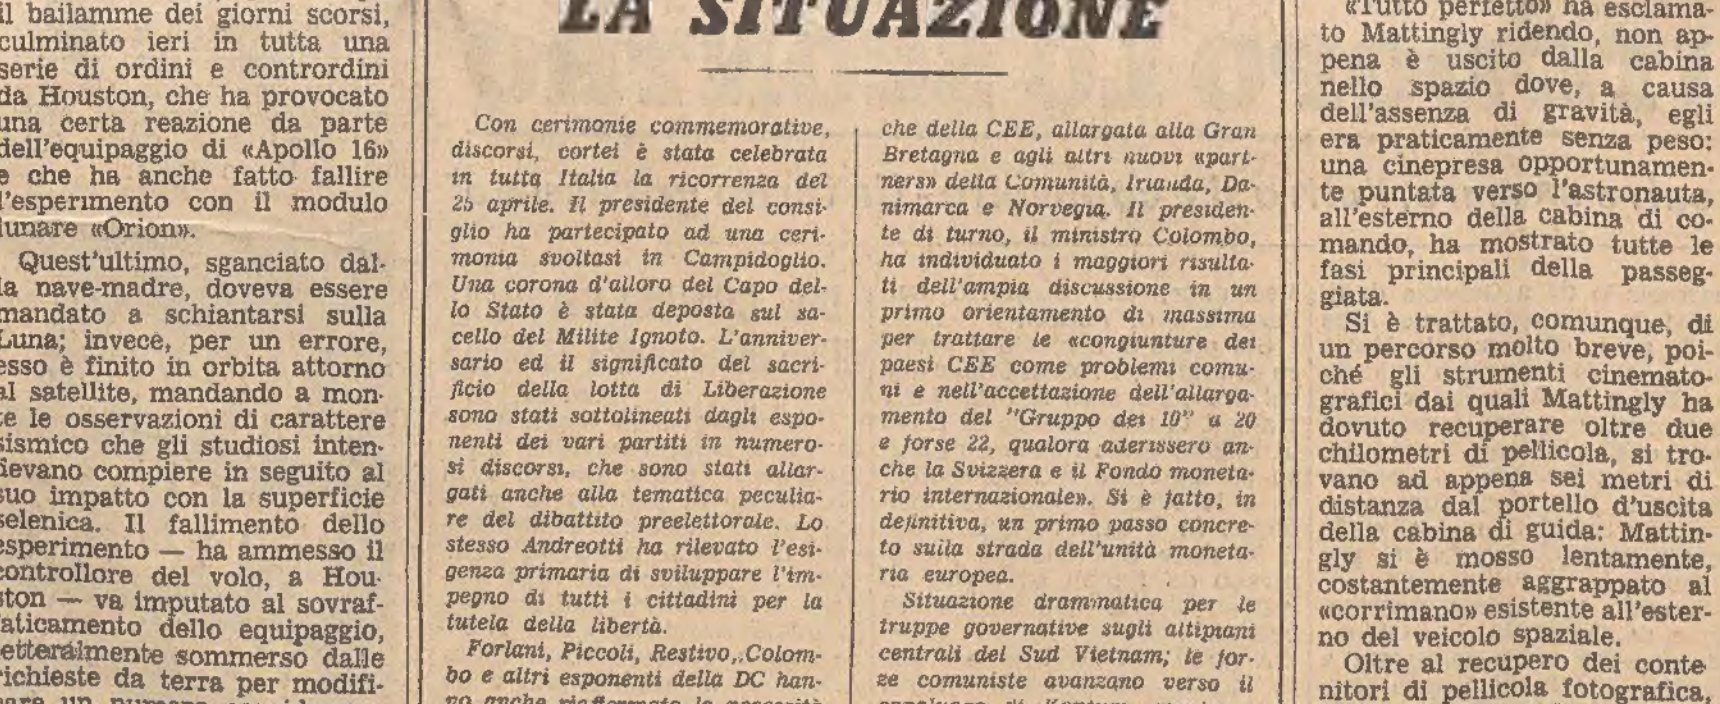 il bailamme dei giorni scorsi,
culminato ieri in tutta una
serie di ordini e contrordini
da Houston, che ha provocato
una certa reazione da parte
dell'equipaggio di «Apollo 16»
e che ha anche fatto fallire
l'esperimento con il modulo
lunare «Orion».
Quest'ultimo, sganciato dal-
la nave-madre, doveva essere
mandato a schiantarsi sulla
Luna; invece, per un errore,
esso è finito in orbita attorno
al satellite, mandando a mon-
te le osservazioni di carattere
sismico che gli studiosi inten-
devano compiere in seguito al
suo impatto con la superficie
selenica. Il fallimento dello
esperimento — ha ammesso il
controllore del volo, a Hou-
ston — va imputato al sovraf-
faticamento dello equipaggio,
letteralmente sommerso dalle
richieste da terra per modifi-
LA SITUAZIONE
Con cerimonie commemorative,
discorsi, cortei è stata celebrata
in tutta Italia la ricorrenza del
25 aprile. Il presidente del consi-
glio ha partecipato ad una ceri-
monia svoltasi in Campidoglio.
Una corona d'alloro del Capo del-
lo Stato è stata deposta sul sa-
cello del Milite Ignoto. L'anniver-
sario ed il significato del sacri-
ficio della lotta di Liberazione
sono stati sottolineati dagli espo-
nenti dei vari partiti in numero-
si discorsi, che sono stati allar-
gati anche alla tematica peculia-
re del dibattito preelettorale. Lo
stesso Andreotti ha rilevato l'esi-
genza primaria di sviluppare l'im-
pegno di tutti i cittadini per la
tutela della libertà.
Forlani, Piccoli, Restivo, Colom-
bo e altri esponenti della DC han-
no anche riaffermato la necessità
che della CEE, allargata alla Gran
Bretagna e agli altri nuovi «part-
ners» della Comunità, Irlanda, Da-
nimarca e Norvegia. Il presiden-
te di turno, il ministro Colombo,
ha individuato i maggiori risulta-
ti dell'ampia discussione in un
primo orientamento di massima
per trattare le «congiunture dei
paesi CEE come problemi comu-
ni e nell'accettazione dell'allarga-
mento del "Gruppo dei 10" a 20
e forse 22, qualora aderissero an-
che la Svizzera e il Fondo moneta-
rio internazionale». Si è fatto, in
definitiva, un primo passo concre-
to sulla strada dell'unità moneta-
ria europea.
Situazione drammatica per le
truppe governative sugli altipiani
centrali del Sud Vietnam; le for-
ze comuniste avanzano verso il
«Tutto perfetto» ha esclama-
to Mattingly ridendo, non ap-
pena è uscito dalla cabina
nello spazio dove, a causa
dell'assenza di gravità, egli
era praticamente senza peso:
una cinepresa opportunamen-
te puntata verso l'astronauta,
all'esterno della cabina di co-
mando, ha mostrato tutte le
fasi principali della passeg-
giata.
Si è trattato, comunque, di
un percorso molto breve, poi-
ché gli strumenti cinemato-
grafici dai quali Mattingly ha
dovuto recuperare oltre due
chilometri di pellicola, si tro-
vano ad appena sei metri di
distanza dal portello d'uscita
della cabina di guida: Mattin-
gly si è mosso lentamente,
costantemente aggrappato al
«corrimano» esistente all'ester-
no del veicolo spaziale.
Oltre al recupero dei conte
nitori di pellicola fotografica,